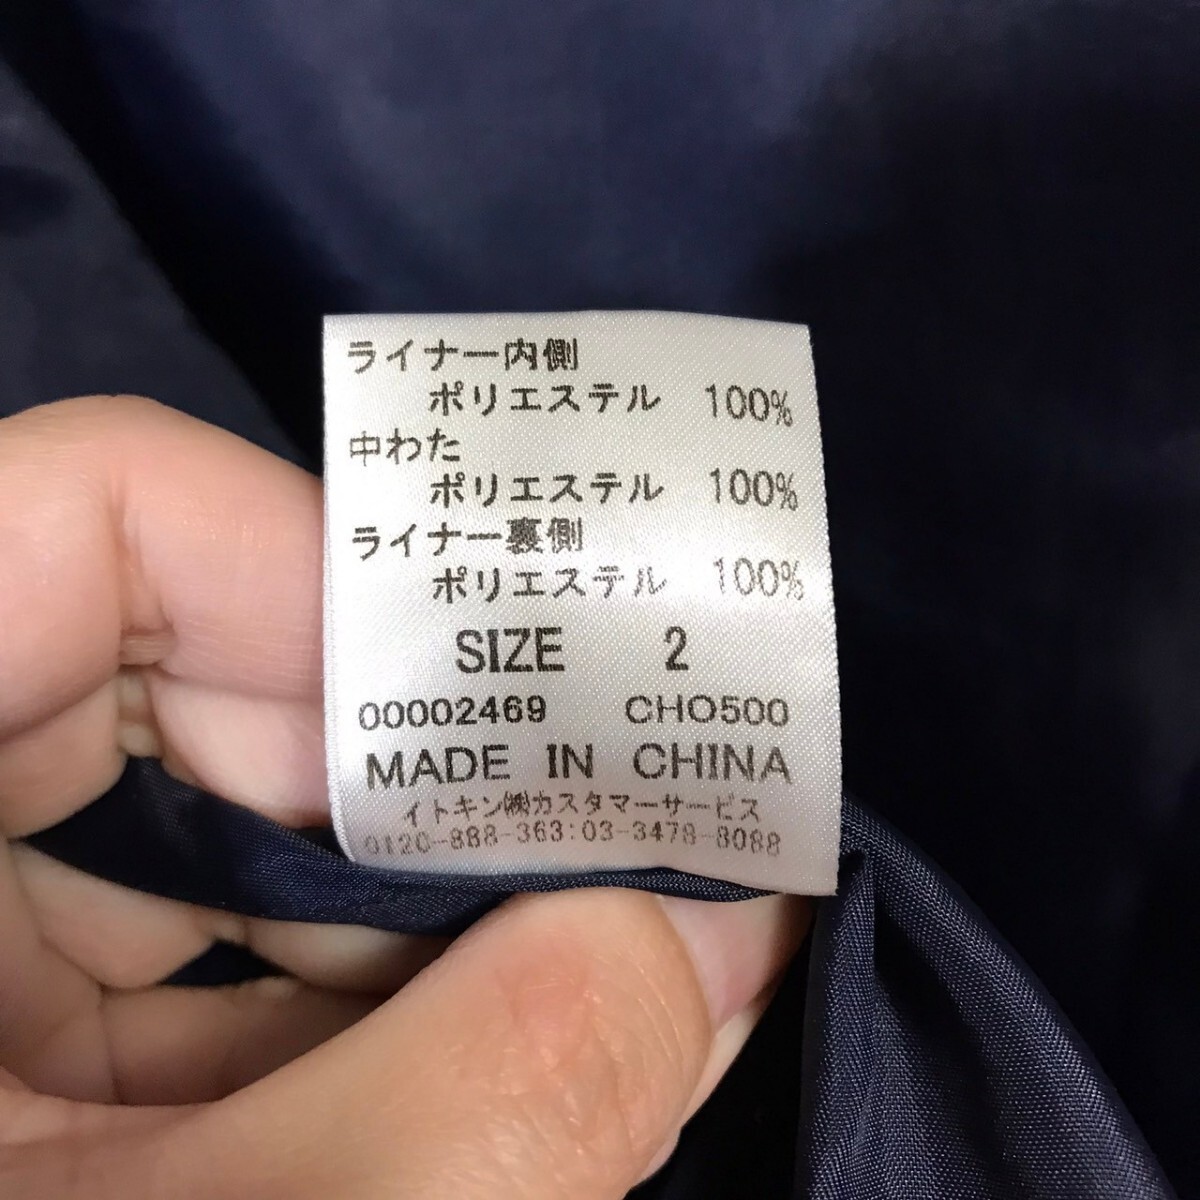 ライナー内側
ポリエステル 100%
中わた
ポリエステル 100%
ライナー裏側
ポリエステル 100%
SIZE 2
00002469 CHO500
MADE IN CHINA
イトキン㈱カスタマーサービス
0120-888-363:03-3478-8088